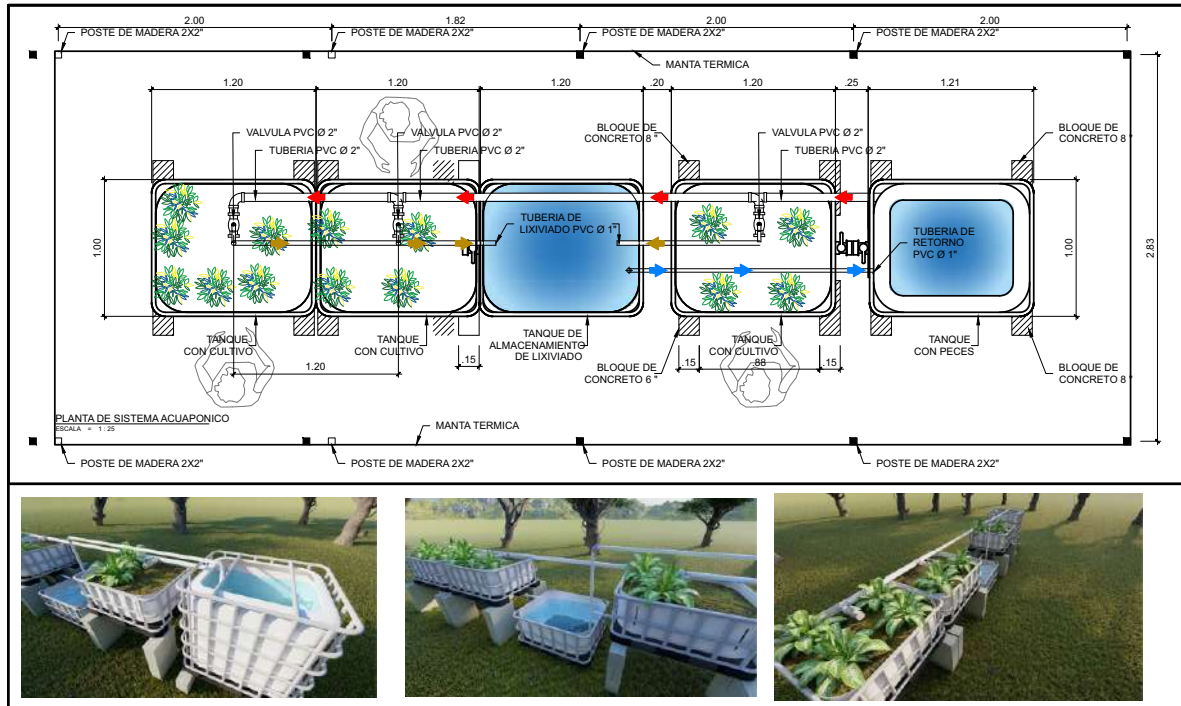 2.00
1.82
2.00
2.00
POSTE DE MADERA 2X2"
POSTE DE MADERA 2X2"
POSTE DE MADERA 2X2"
POSTE DE MADERA 2X2"
MANTA TERMICA
1.20
1.20
1.20
.20
1.20
.25
1.21
VALVULA PVC Ø 2"
VALVULA PVC Ø 2"
BLOQUE DE
CONCRETO 8"
VALVULA PVC Ø 2"
BLOQUE DE
CONCRETO 8"
TUBERIA PVC Ø 2"
TUBERIA PVC Ø 2"
TUBERIA PVC Ø 2"
1.00
TUBERIA DE
LIXIVIADO PVC Ø 1"
TUBERIA DE
RETORNO
PVC Ø 1"
1.00
2.83
TANQUE
CON CULTIVO
TANQUE
CON CULTIVO
TANQUE DE
ALMACENAMIENTO
DE LIXIVIADO
TANQUE
CON CULTIVO
TANQUE
CON PECES
.15
1.20
BLOQUE DE
CONCRETO 6 "
.15
.88
.15
BLOQUE DE
CONCRETO 8"
PLANTA DE SISTEMA ACUAPONICO
ESCALA = 1 : 25
MANTA TERMICA
POSTE DE MADERA 2X2"
POSTE DE MADERA 2X2"
POSTE DE MADERA 2X2"
POSTE DE MADERA 2X2"